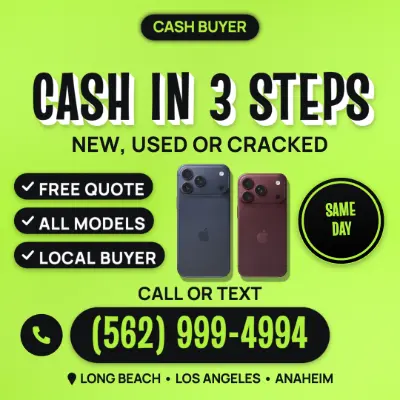 CASH BUYER
CASH IN 3 STEPS
NEW, USED OR CRACKED
FREE QUOTE
ALL MODELS
LOCAL BUYER
SAME
DAY
CALL OR TEXT
(562) 999-4994
LONG BEACH • LOS ANGELES • ANAHEIM